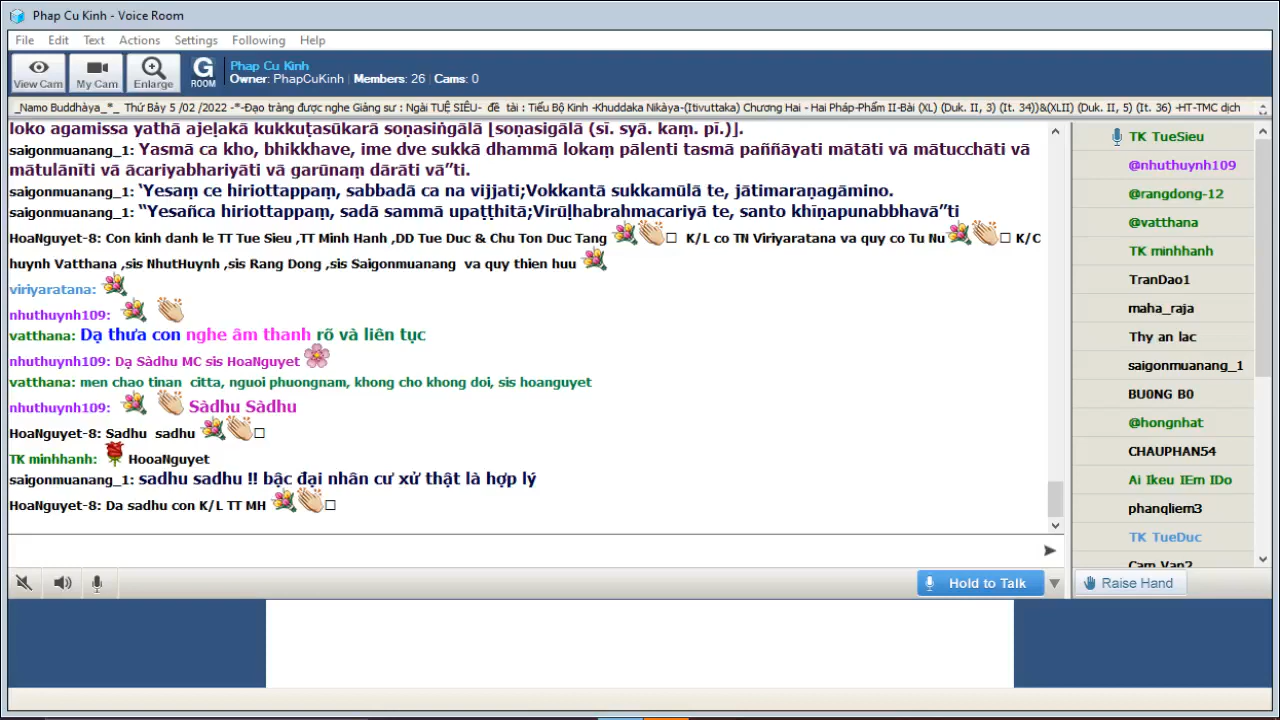 Phap Cu Kinh - Voice Room
File Edit Text Actions Settings Following Help
View Cam My Cam Enlarge G ROOM Phap Cu Kinh
Owner: PhapCuKinh Members: 26 Cams: 0
_Namo Buddhàya_*_ Thứ Bảy 5 /02 /2022 -*-Đạo tràng được nghe Giảng sư : Ngài TUỆ SIÊU- đề tài : Tiểu Bộ Kinh -Khuddaka Nikàya-(Itivuttaka) Chương Hai - Hai Pháp-Phẩm II-Bài (XL) (Duk. II, 3) (It. 34))&(XLII) (Duk. II, 5) (It. 36) -HT-TMC dịch
loko agamissa yathā ajeḷakā kukkuṭasūkarā soṇasiṅgālā [soṇasigālā (sī. syā. kaṃ. pī.)].
saigonmuanang_1: Yasmā ca kho, bhikkhave, ime dve sukkā dhammā lokaṃ pālenti tasmā paññāyati mātāti vā mātucchāti vā
mātulānīti vā ācariyabhariyāti vā garūnaṃ dārāti vā”ti.
saigonmuanang_1: ‘Yesaṃ ce hiriottappaṃ, sabbadā ca na vijjati;Vokkantā sukkamūlā te, jātimaraṇagāmino.
saigonmuanang_1: “Yesañca hiriottappaṃ, sadā sammā upaṭṭhitā;Virūḷhabrahmacariyā te, santo khīṇapunabbhavā”ti
HoaNguyet-8: Con kinh danh le TT Tue Sieu ,TT Minh Hanh ,DD Tue Duc & Chu Ton Duc Tang K/L co TN Viriyaratana va quy co Tu Nu K/C
huynh Vatthana ,sis NhutHuynh ,sis Rang Dong ,sis Saigonmuanang va quy thien huu
viriyaratana:
nhuthuynh109:
vatthana: Dạ thưa con nghe âm thanh rõ và liên tục
nhuthuynh109: Dạ Sàdhu MC sis HoaNguyet
vatthana: men chao tinan citta, nguoi phuongnam, khong cho khong doi, sis hoanguyet
nhuthuynh109: Sàdhu Sàdhu
HoaNguyet-8: Sadhu sadhu
TK minhhanh: HooaNguyet
saigonmuanang_1: sadhu sadhu !! bậc đại nhân cư xử thật là hợp lý
HoaNguyet-8: Da sadhu con K/L TT MH
TK TueSieu
@nhuthuynh109
@rangdong-12
@vatthana
TK minhhanh
TranDao1
maha_raja
Thy an lac
saigonmuanang_1
BU0NG B0
@hongnhat
CHAUPHAN54
Ai Ikeu IEm IDo
phanqliem3
TK TueDuc
Cam Van2
Hold to Talk Raise Hand